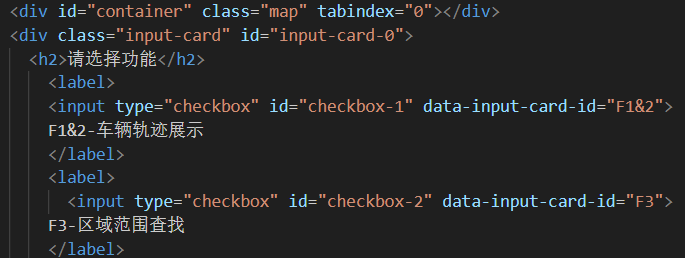 <div id="container" class="map" tabindex="0"></div>
<div class="input-card" id="input-card-0">
<h2>请选择功能</h2>
<label>
<input type="checkbox" id="checkbox-1" data-input-card-id="F1&2">
F1&2-车辆轨迹展示
</label>
<label>
<input type="checkbox" id="checkbox-2" data-input-card-id="F3">
F3-区域范围查找
</label>